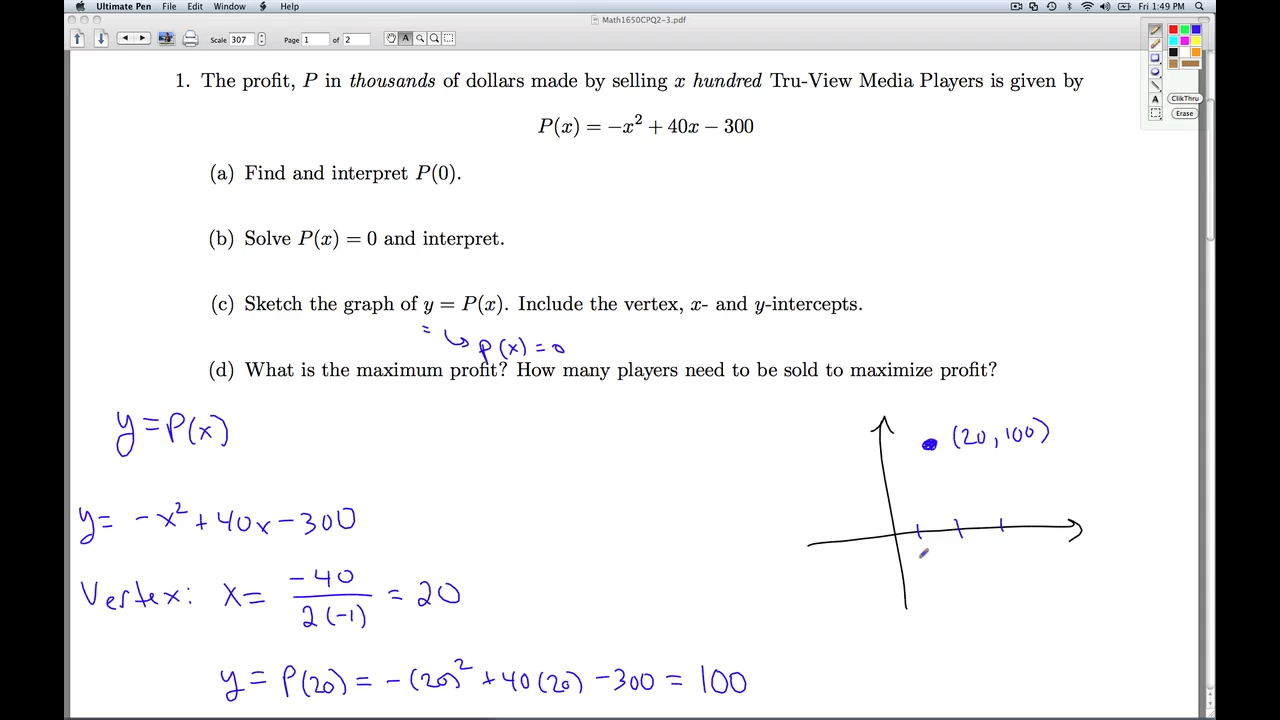 Ultimate Pen File Edit Window Help Fri 1:49 PM
Math1650CPQ2-3.pdf
Scale 307 Page 1 of 2 A
1. The profit, P in thousands of dollars made by selling x hundred Tru-View Media Players is given by
P(x) = −x² + 40x − 300
(a) Find and interpret P(0).
(b) Solve P(x) = 0 and interpret.
(c) Sketch the graph of y = P(x). Include the vertex, x- and y-intercepts.
= ↳ P(x) = 0
(d) What is the maximum profit? How many players need to be sold to maximize profit?
y = P(x)
(20, 100)
y = -x² + 40x - 300
Vertex: x = -40 / 2(-1) = 20
y = P(20) = -(20)² + 40(20) - 300 = 100
A ClikThru
Erase